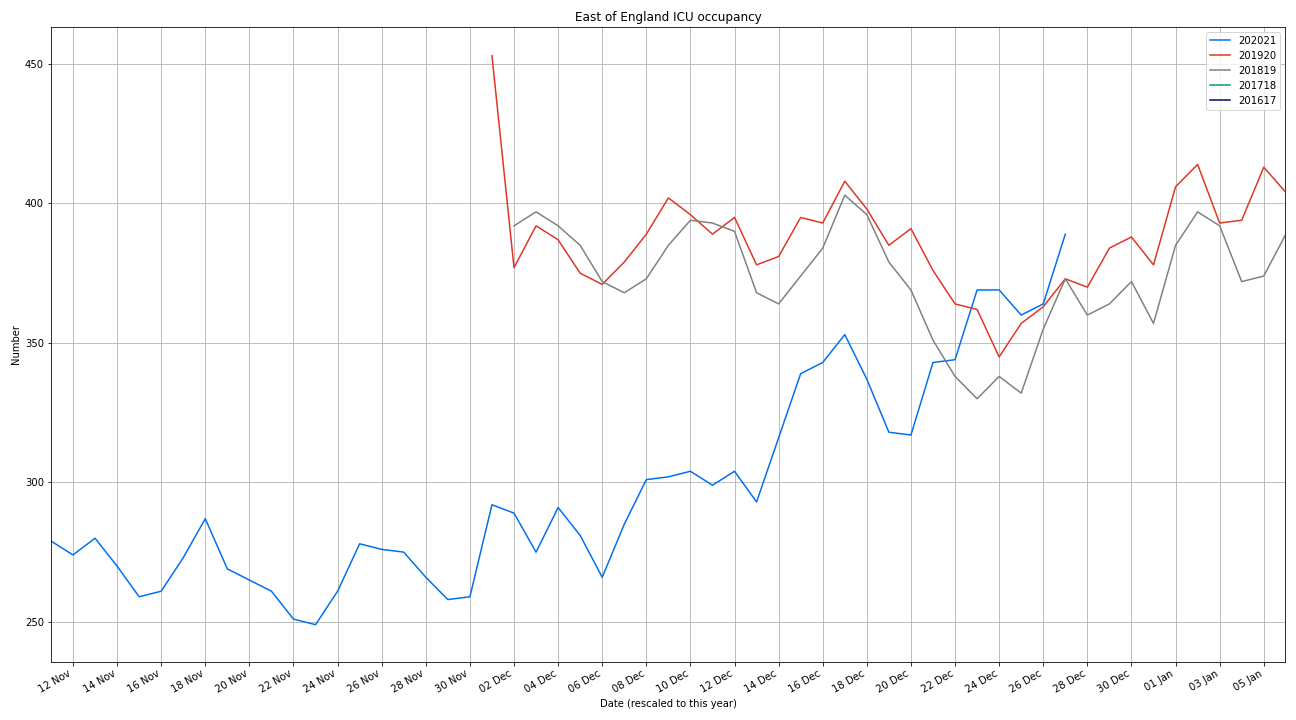 East of England ICU occupancy
202021
201920
201819
201718
201617
450
400
350
300
250
Number
12 Nov
14 Nov
16 Nov
18 Nov
20 Nov
22 Nov
24 Nov
26 Nov
28 Nov
30 Nov
02 Dec
04 Dec
06 Dec
08 Dec
10 Dec
12 Dec
14 Dec
16 Dec
18 Dec
20 Dec
22 Dec
24 Dec
26 Dec
28 Dec
30 Dec
01 Jan
03 Jan
05 Jan
Date (rescaled to this year)